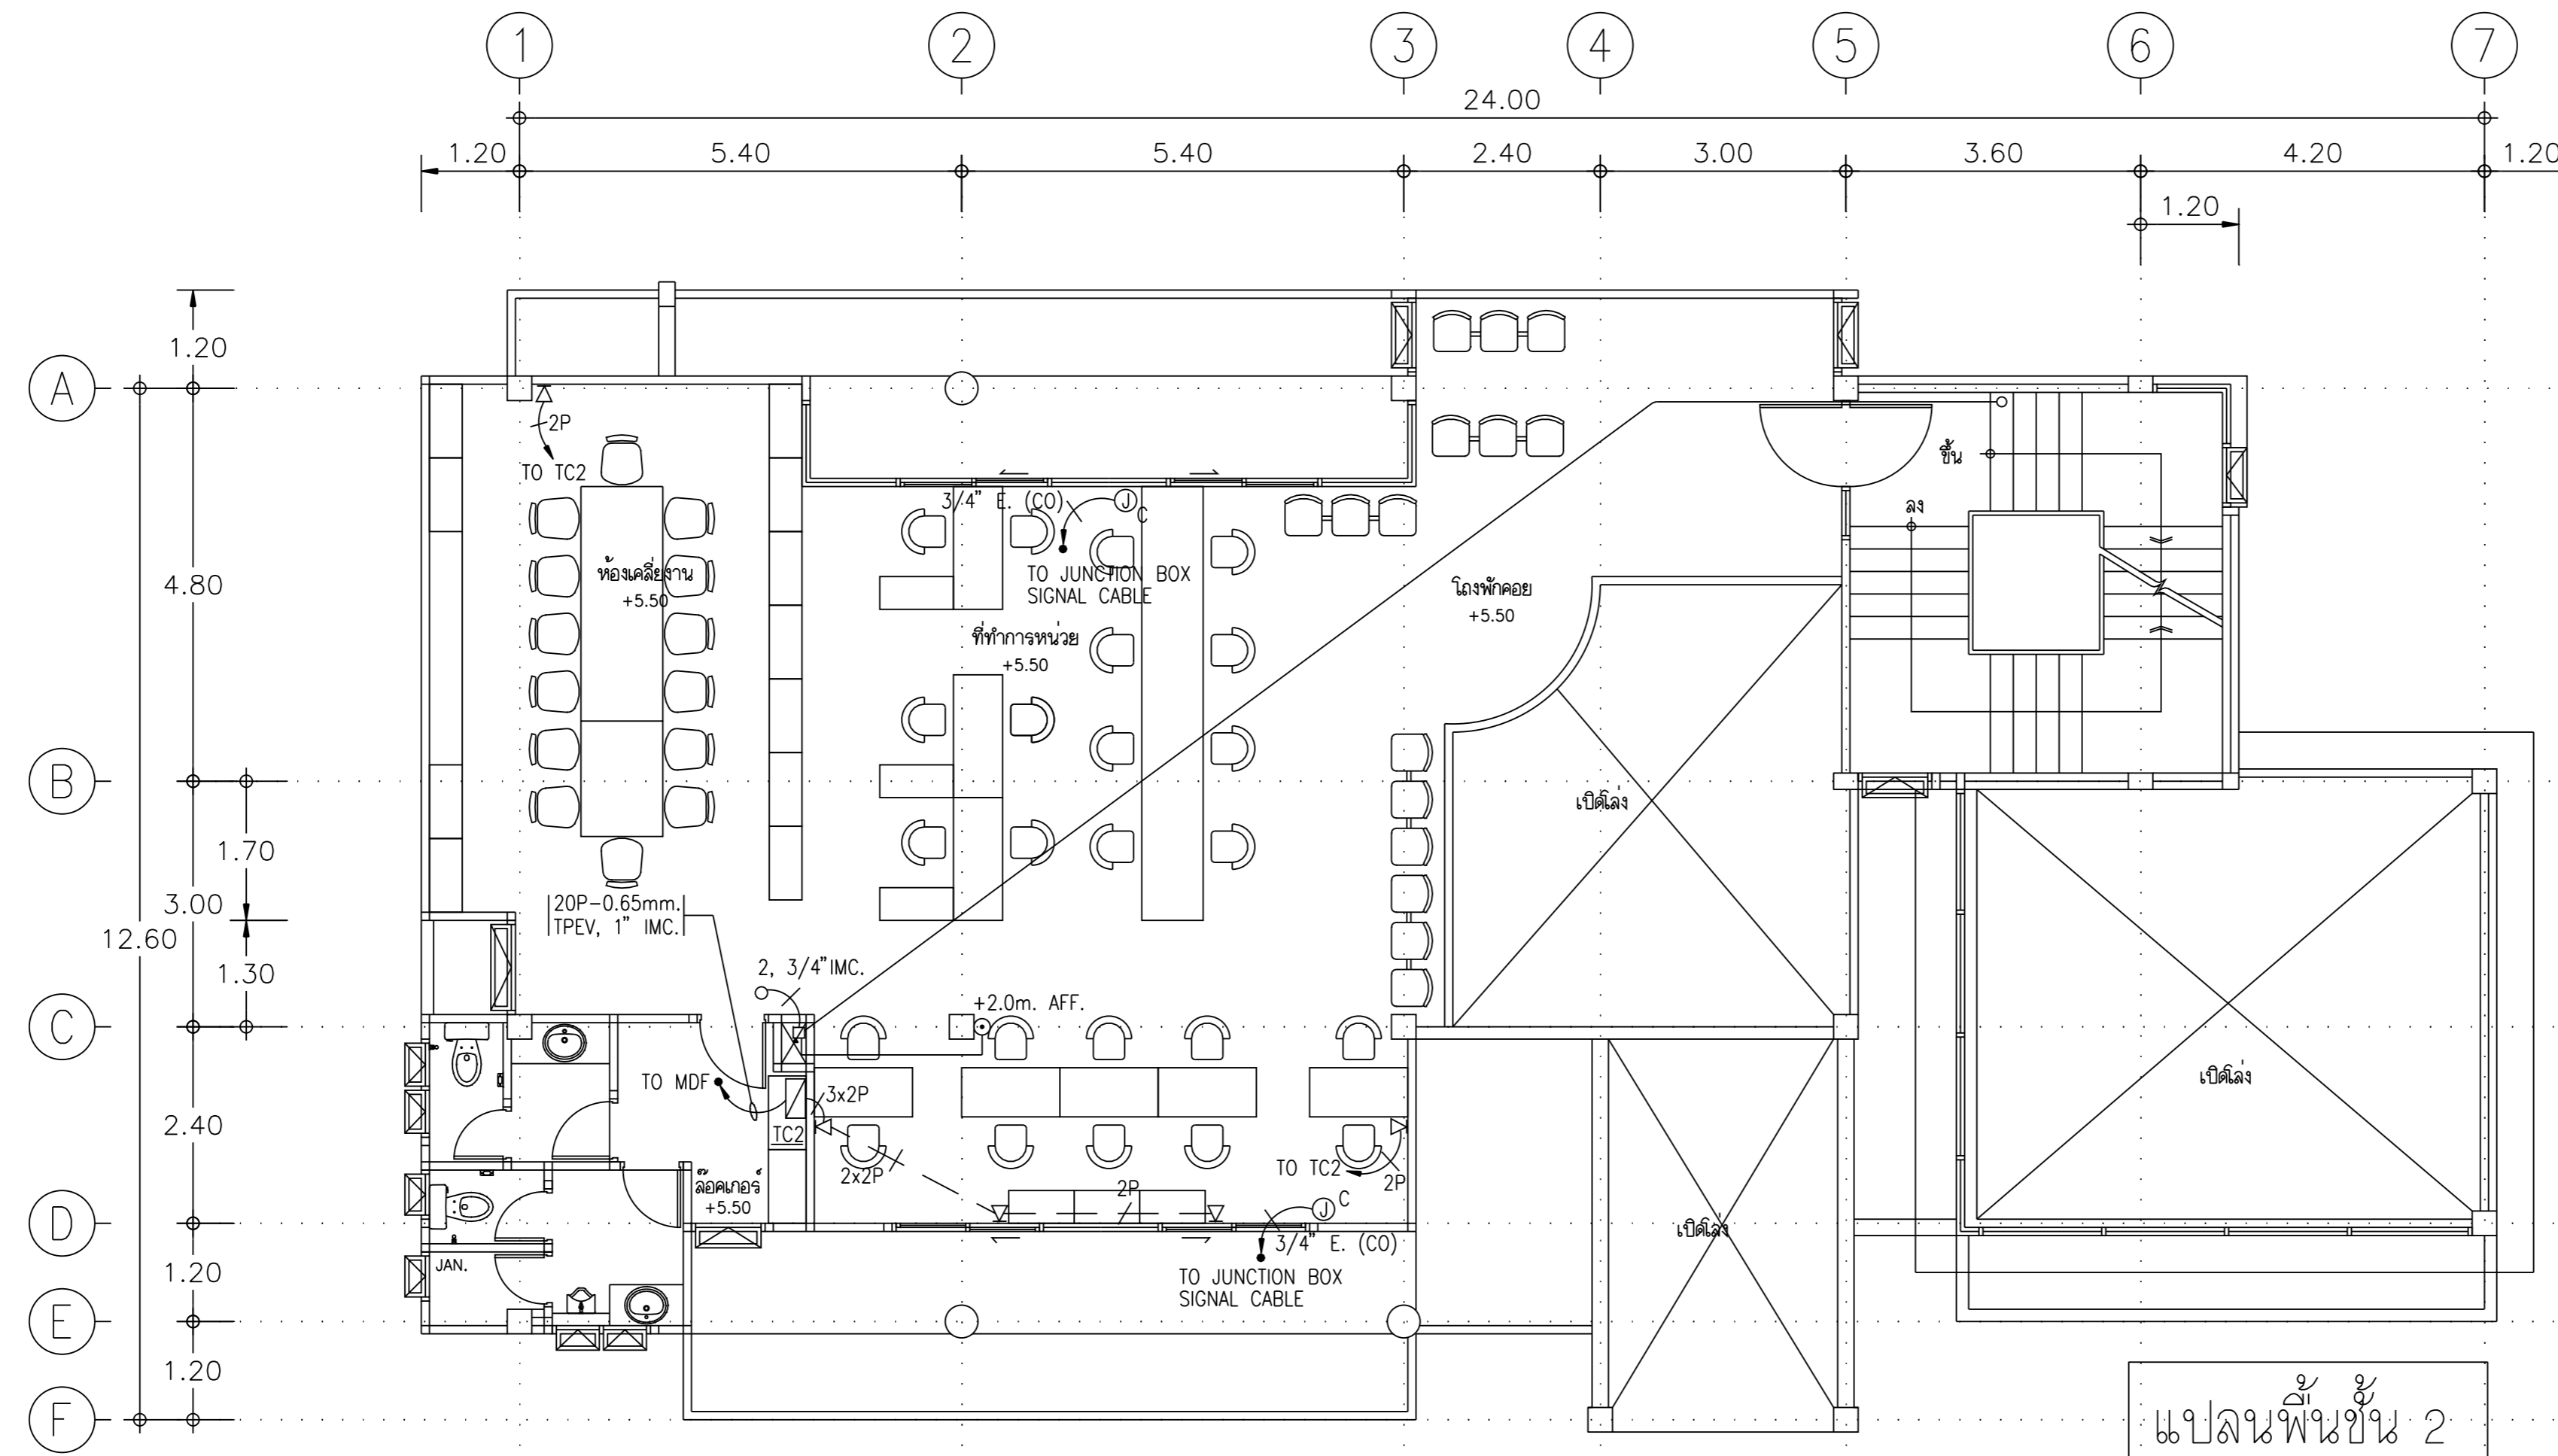 1 2 3 4 5 6 7
24.00
1.20 5.40 5.40 2.40 3.00 3.60 4.20 1.20
1.20
1.20
A
2P
TO TC2
ขึ้น
3/4" E. (CO)
J
C
ลง
4.80
ห้องเคลี่ยงาน
+5.50
TO JUNCTION BOX
SIGNAL CABLE
โถงพักคอย
+5.50
ที่ทำการหน่วย
+5.50
B
เปิดโล่ง
1.70
3.00
12.60
20P-0.65mm.
TPEV, 1" IMC.
1.30
2, 3/4"IMC.
+2.0m. AFF.
C
TO MDF
3x2P
เปิดโล่ง
2.40
TC2
2x2P
TO TC2
2P
ล๊อคเกอร์
+5.50
2P
J
C
D
เปิดโล่ง
3/4" E. (CO)
JAN.
1.20
TO JUNCTION BOX
SIGNAL CABLE
E
1.20
F
แปลนพื้นชั้น 2